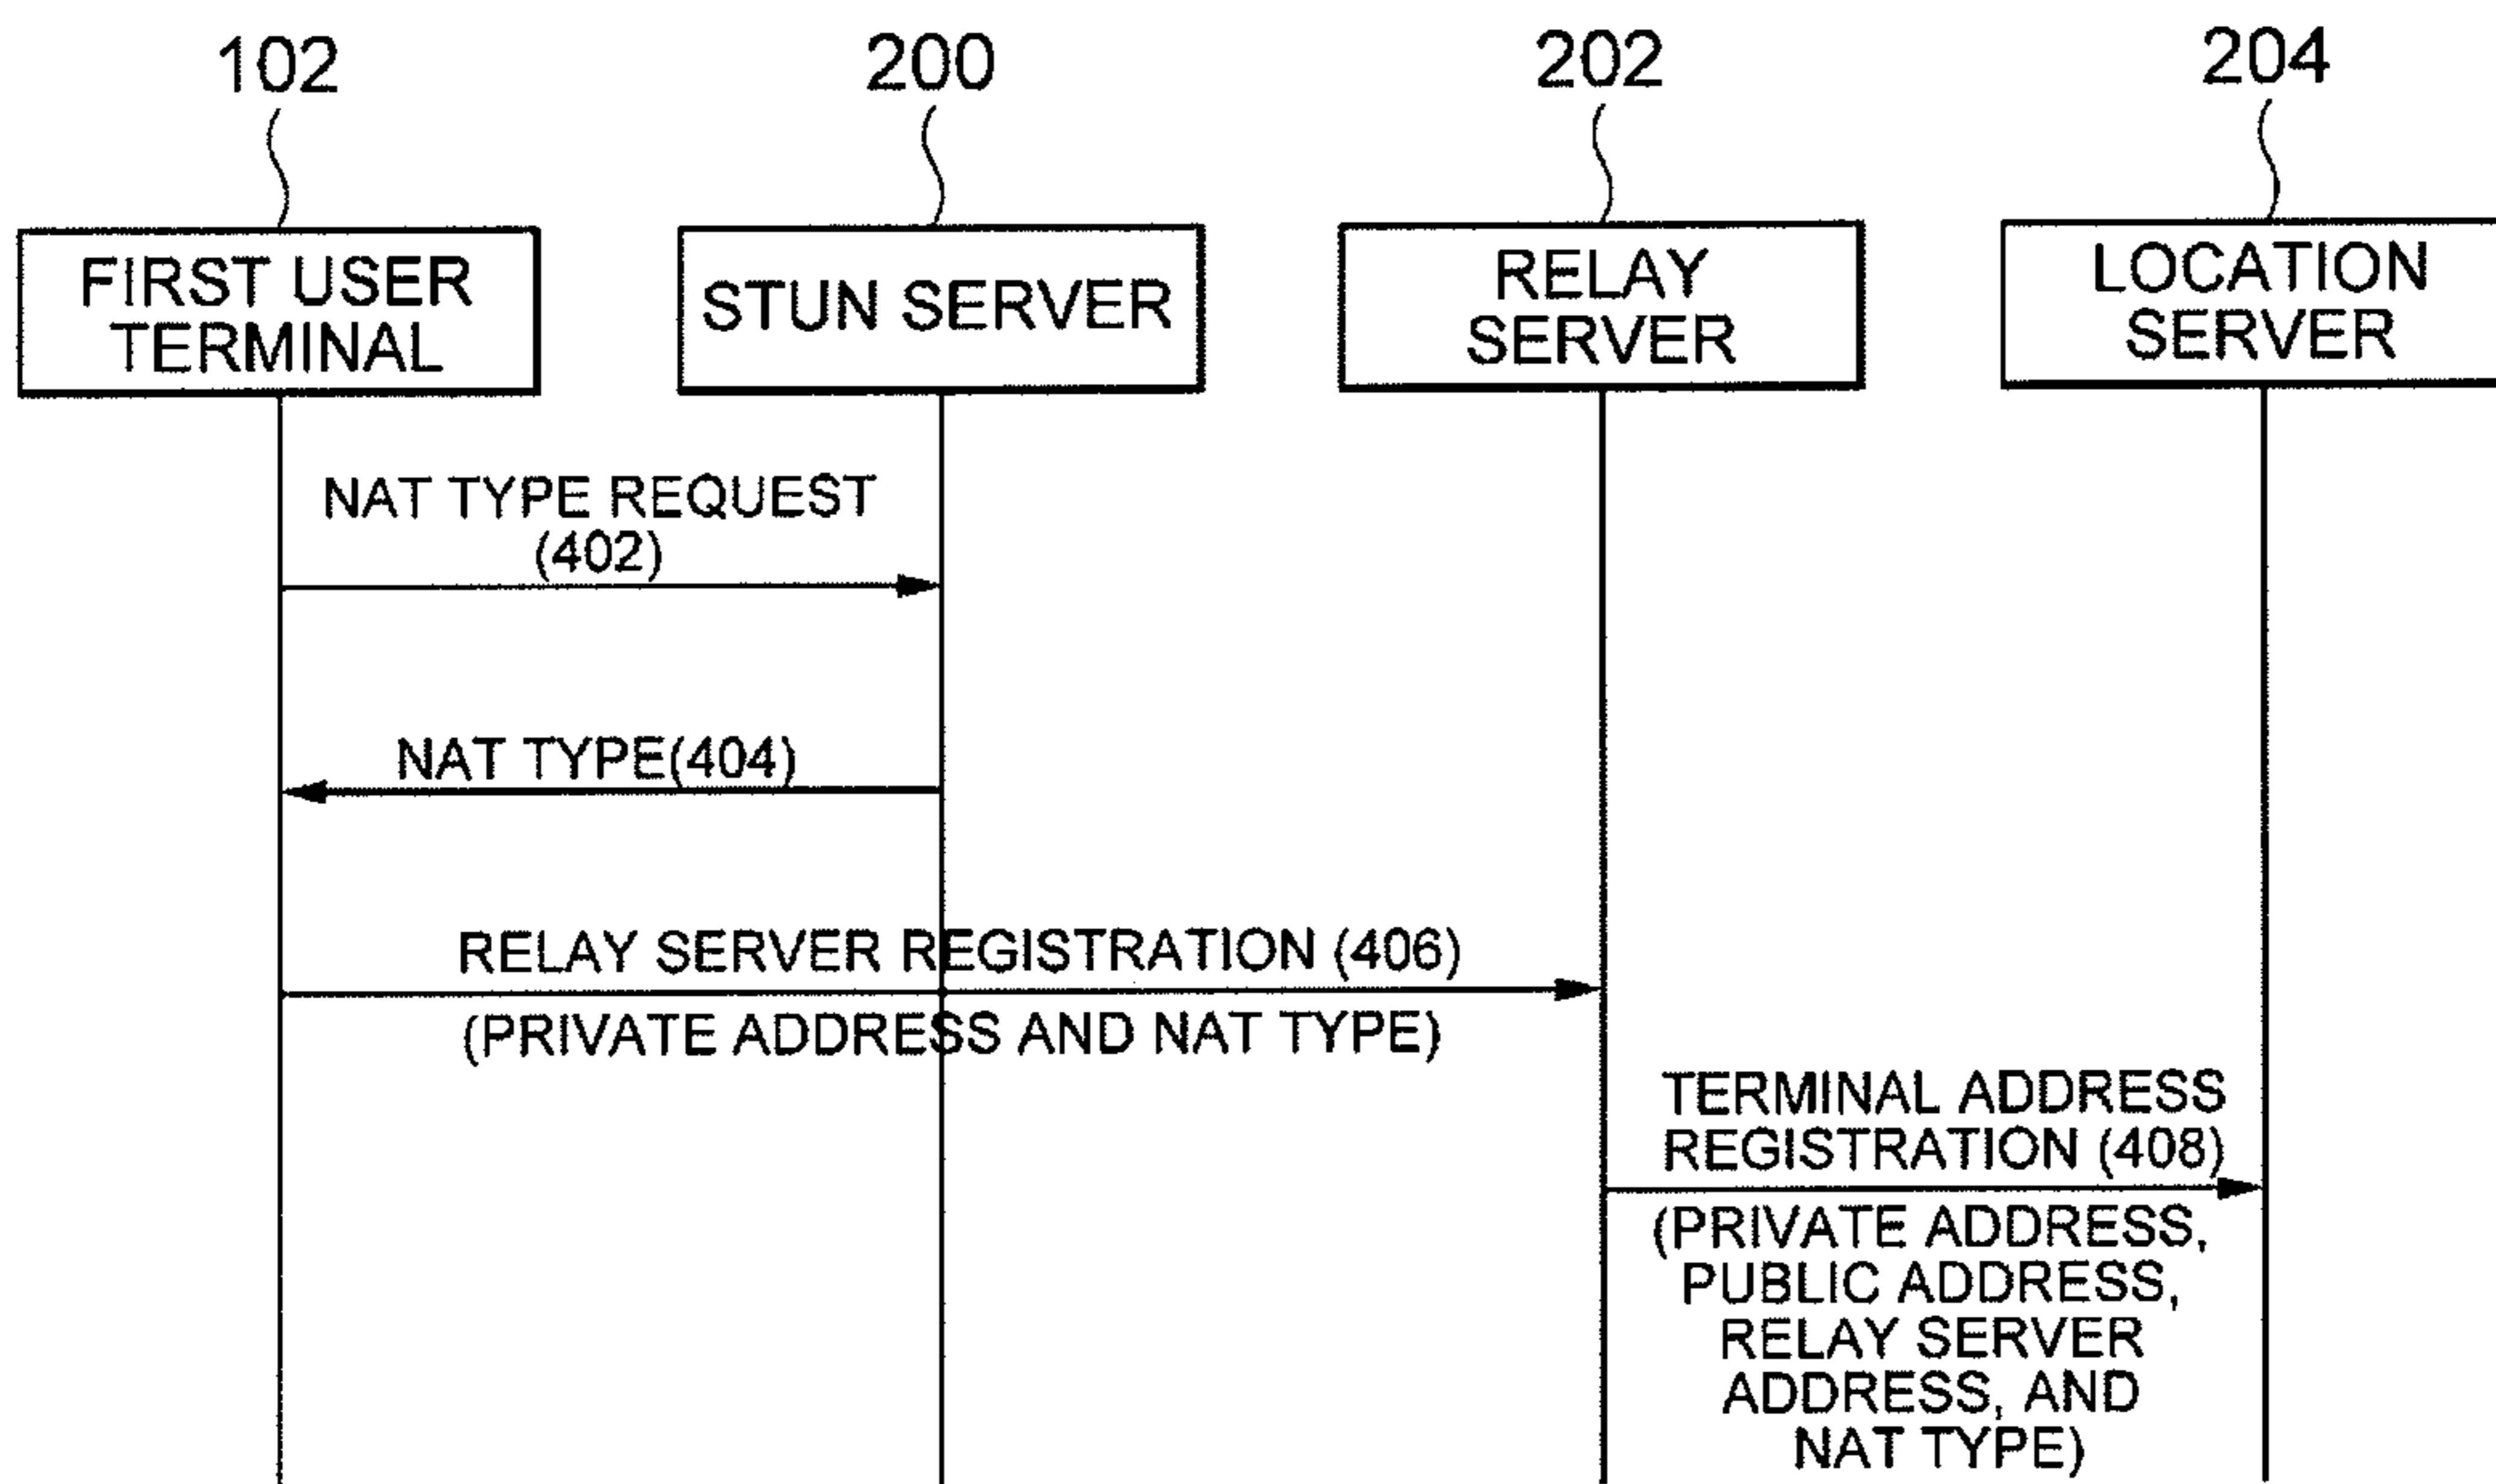 102
200
202
204
FIRST USER
TERMINAL
STUN SERVER
RELAY
SERVER
LOCATION
SERVER
NAT TYPE REQUEST
(402)
NAT TYPE(404)
RELAY SERVER REGISTRATION (406)
(PRIVATE ADDRESS AND NAT TYPE)
TERMINAL ADDRESS
REGISTRATION (408)
(PRIVATE ADDRESS,
PUBLIC ADDRESS,
RELAY SERVER
ADDRESS, AND
NAT TYPE)